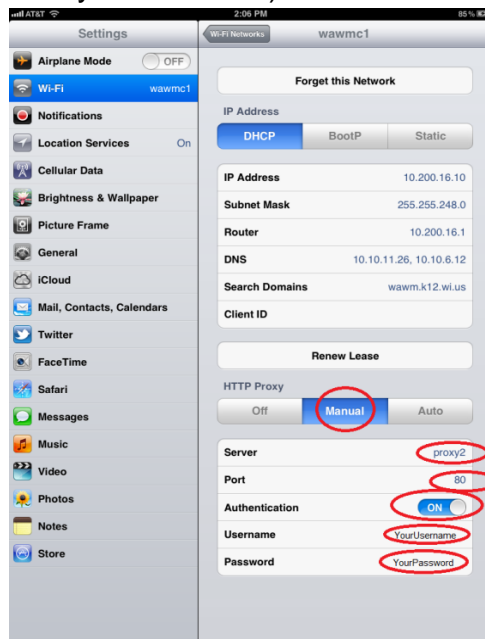 AT&T 2:06 PM 85%
Settings Wi-Fi Networks wawmc1
Airplane Mode OFF
Wi-Fi wawmc1
Notifications
Location Services On
Cellular Data
Brightness & Wallpaper
Picture Frame
General
iCloud
Mail, Contacts, Calendars
Twitter
FaceTime
Safari
Messages
Music
Video
Photos
Notes
Store
Forget this Network
IP Address
DHCP BootP Static
IP Address 10.200.16.10
Subnet Mask 255.255.248.0
Router 10.200.16.1
DNS 10.10.11.26, 10.10.6.12
Search Domains wawm.k12.wi.us
Client ID
Renew Lease
HTTP Proxy
Off Manual Auto
Server proxy2
Port 80
Authentication ON
Username YourUsername
Password YourPassword